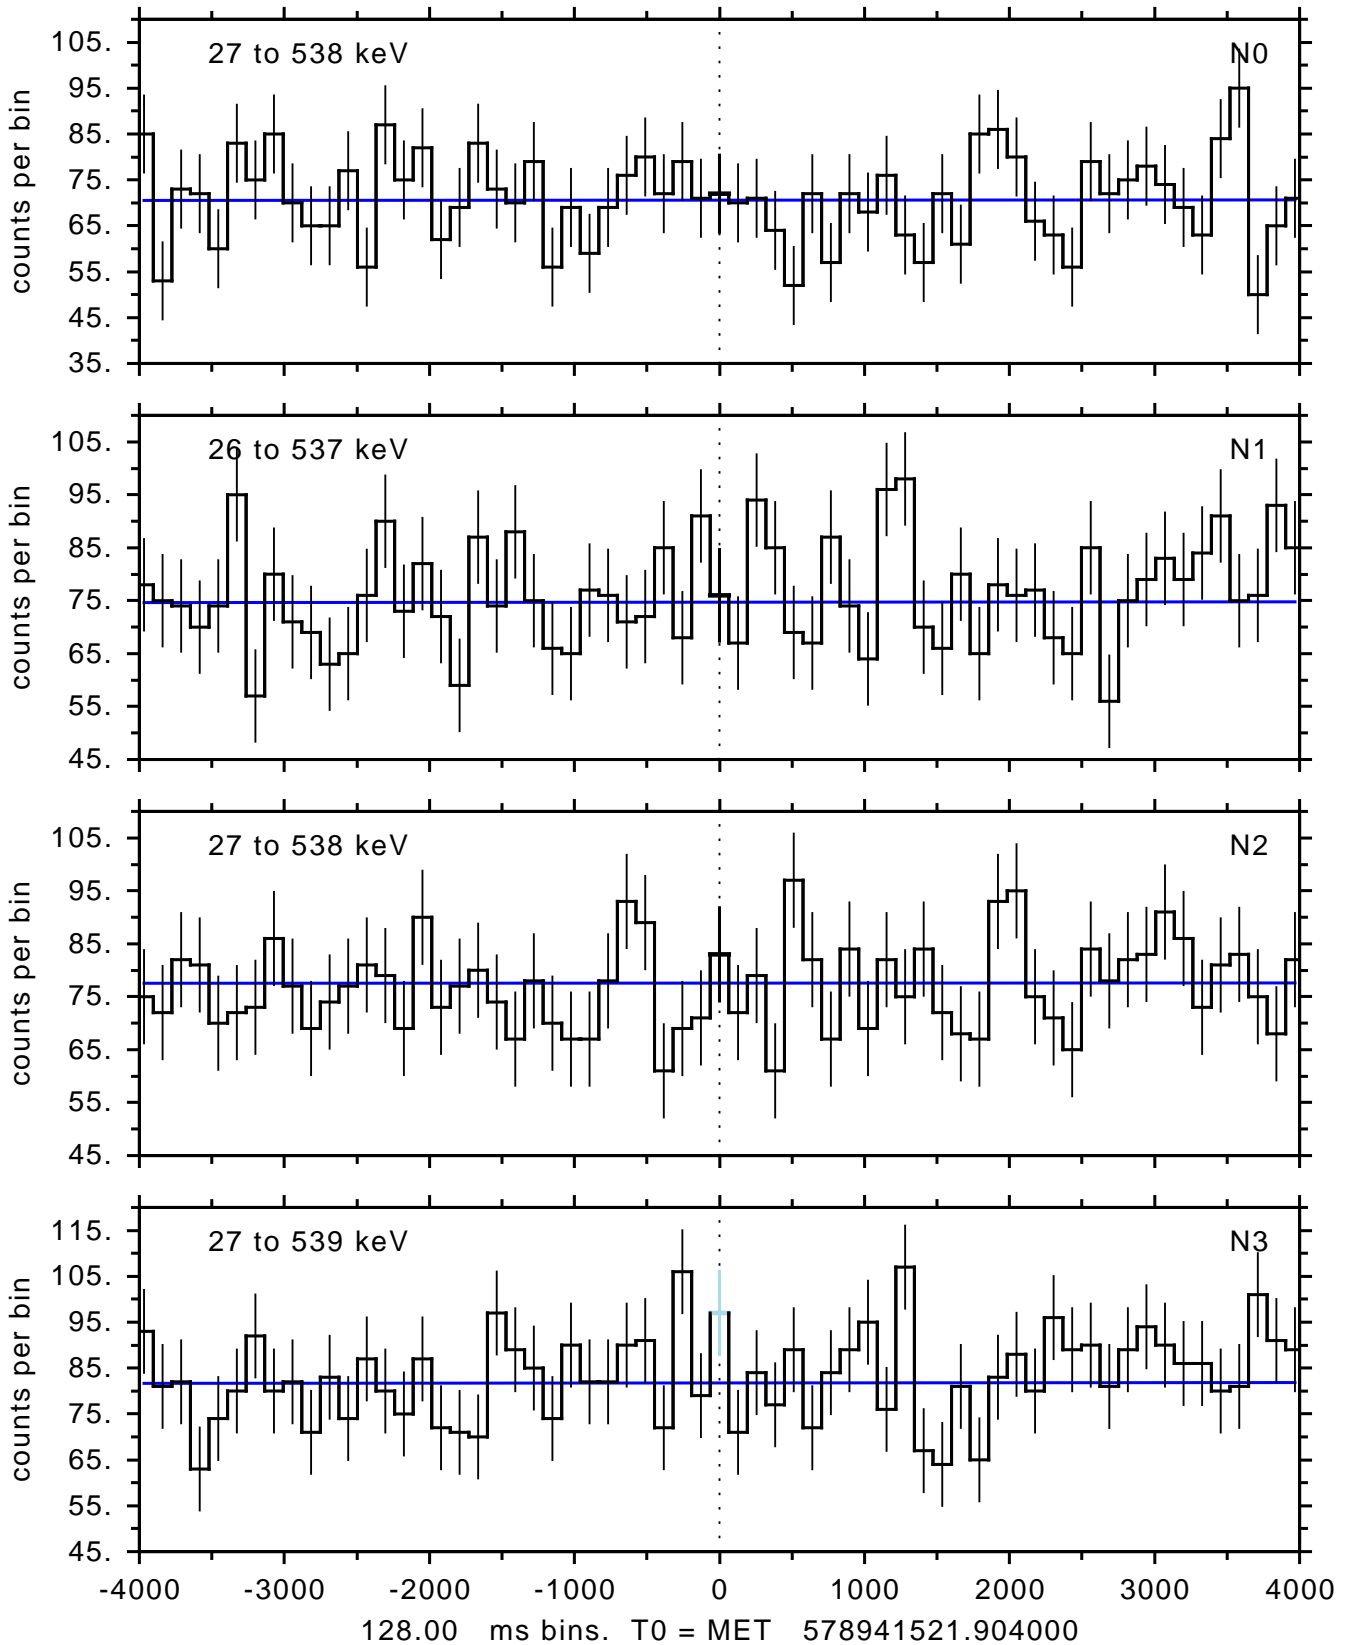 105.
95.
85.
75.
65.
55.
45.
35.
counts per bin
27 to 538 keV
N0
105.
95.
85.
75.
65.
55.
45.
counts per bin
26 to 537 keV
N1
105.
95.
85.
75.
65.
55.
45.
counts per bin
27 to 538 keV
N2
115.
105.
95.
85.
75.
65.
55.
45.
counts per bin
27 to 539 keV
N3
-4000 -3000 -2000 -1000 0 1000 2000 3000 4000
128.00 ms bins. T0 = MET 578941521.904000